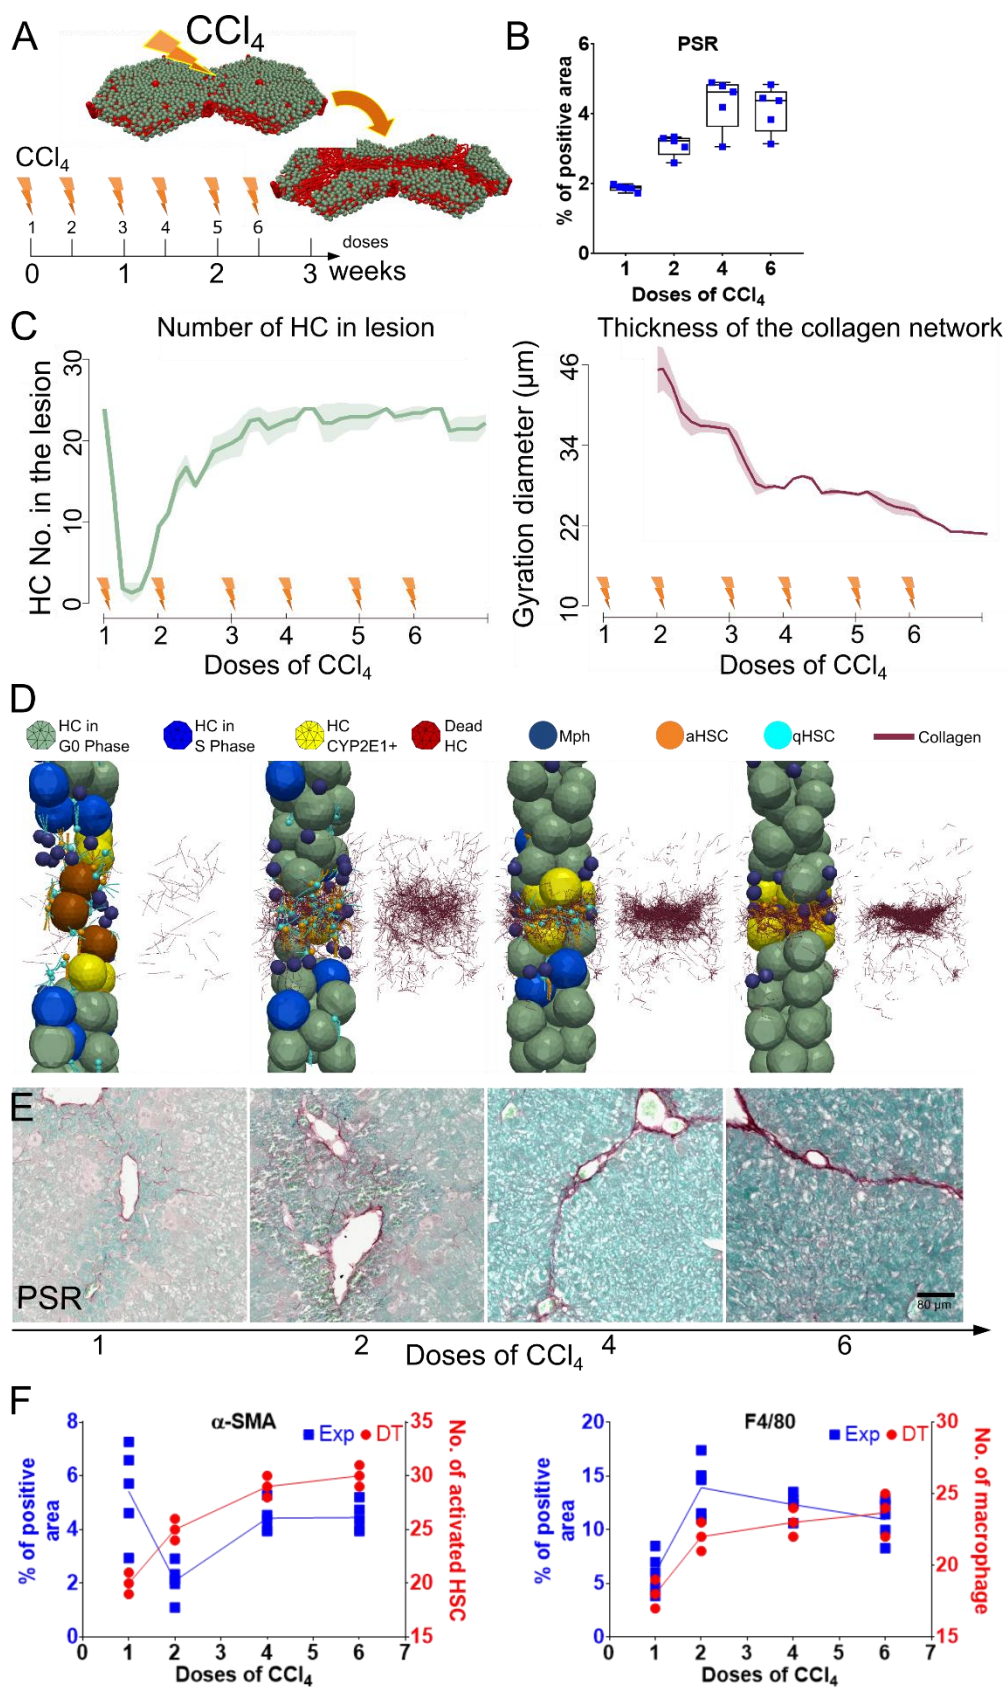 A
CCl4
CCl4
1 2 3 4 5 6
doses
0 1 2 3 weeks
B
PSR
% of positive area
6
4
2
0
1 2 4 6
Doses of CCl4
C
Number of HC in lesion
HC No. in the lesion
30
20
10
0
1 2 3 4 5 6
Doses of CCl4
Thickness of the collagen network
Gyration diameter (µm)
46
34
22
10
1 2 3 4 5 6
Doses of CCl4
D
HC in
G0 Phase
HC in
S Phase
HC
CYP2E1+
Dead
HC
Mph
aHSC
qHSC
Collagen
E
PSR
80 µm
1 2 4 6
Doses of CCl4
F
α-SMA
Exp DT
% of positive
area
8
6
4
2
0
35
30
25
20
15
No. of activated HSC
0 1 2 3 4 5 6 7
Doses of CCl4
F4/80
Exp DT
% of positive
area
20
15
10
5
0
30
25
20
15
No. of macrophage
0 1 2 3 4 5 6 7
Doses of CCl4